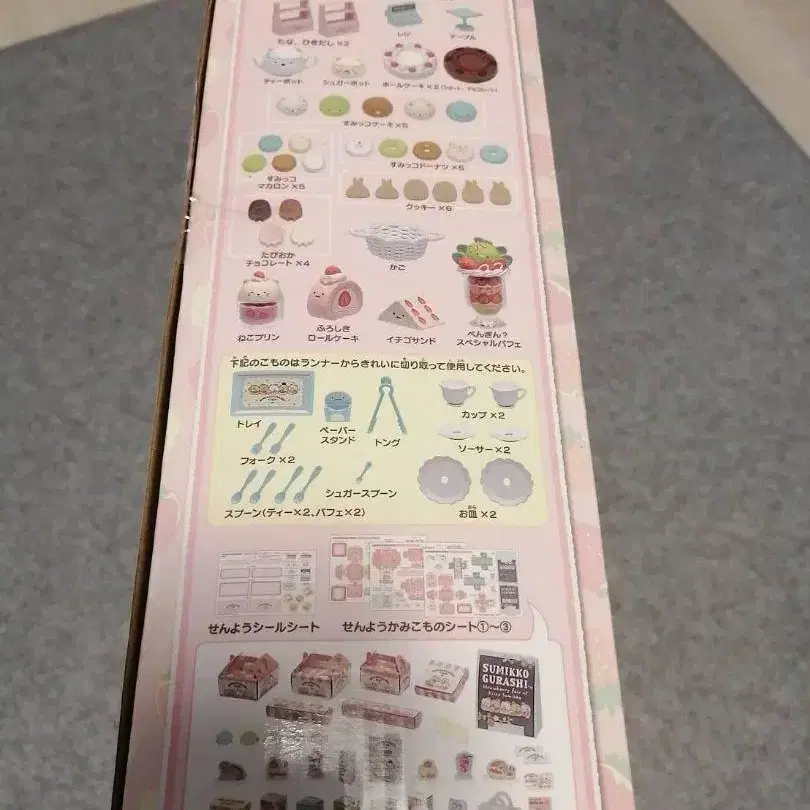 たな、ひきだし×2
レジ
テーブル
ティーポット
シュガーポット
ホールケーキ×2(いちご、チョコレート)
すみっコケーキ×5
すみっコ
マカロン×5
すみっコドーナツ×5
クッキー×6
たぴおか
チョコレート×4
かご
ねこプリン
ふろしき
ロールケーキ
イチゴサンド
ぺんぎん?
スペシャルパフェ
下記のこものはランナーからきれいに切り取って使用してください。
トレイ
ペーパー
スタンド
トング
カップ×2
ソーサー×2
フォーク×2
シュガースプーン
スプーン(ティー×2、パフェ×2)
お皿×2
せんようシールシート
せんようかみこものシート①〜③
SUMIKKO
GURASHI